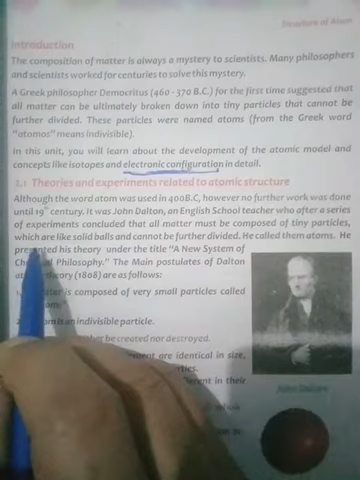 Structure of Atom
Introduction
The composition of matter is always a mystery to scientists. Many philosophers
and scientists worked for centuries to solve this mystery.
A Greek philosopher Democritus (460 - 370 B.C.) for the first time suggested that
all matter can be ultimately broken down into tiny particles that cannot be
further divided. These particles were named atoms (from the Greek word
"atomos" means indivisible).
In this unit, you will learn about the development of the atomic model and
concepts like isotopes and electronic configuration in detail.
2.1 Theories and experiments related to atomic structure
Although the word atom was used in 400B.C, however no further work was done
until 19th century. It was John Dalton, an English School teacher who after a series
of experiments concluded that all matter must be composed of tiny particles,
which are like solid balls and cannot be further divided. He called them atoms. He
presented his theory under the title "A New System of
Philosophy." The Main postulates of Dalton
theory (1808) are as follows:
is composed of very small particles called
is an indivisible particle.
be created nor destroyed.
are identical in size,
in their
John Dalton